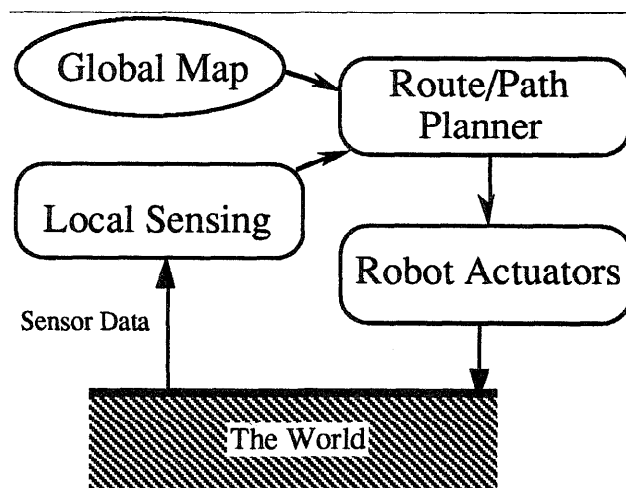 Global Map
Route/Path
Planner
Local Sensing
Robot Actuators
Sensor Data
The World